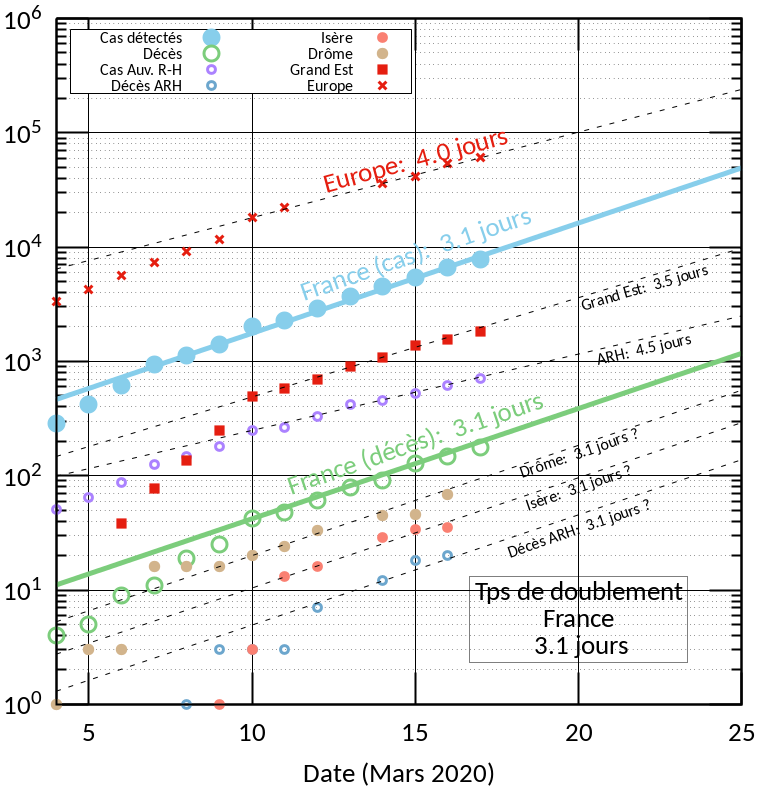 10^6
Cas détectés
Décès
Cas Auv. R-H
Décès ARH
Isère
Drôme
Grand Est
Europe
10^5
Europe: 4.0 jours
France (cas): 3.1 jours
10^4
Grand Est: 3.5 jours
ARH: 4.5 jours
10^3
France (décès): 3.1 jours
Drôme: 3.1 jours ?
10^2
Isère: 3.1 jours ?
Décès ARH: 3.1 jours ?
10^1
Tps de doublement
France
3.1 jours
10^0
5 10 15 20 25
Date (Mars 2020)